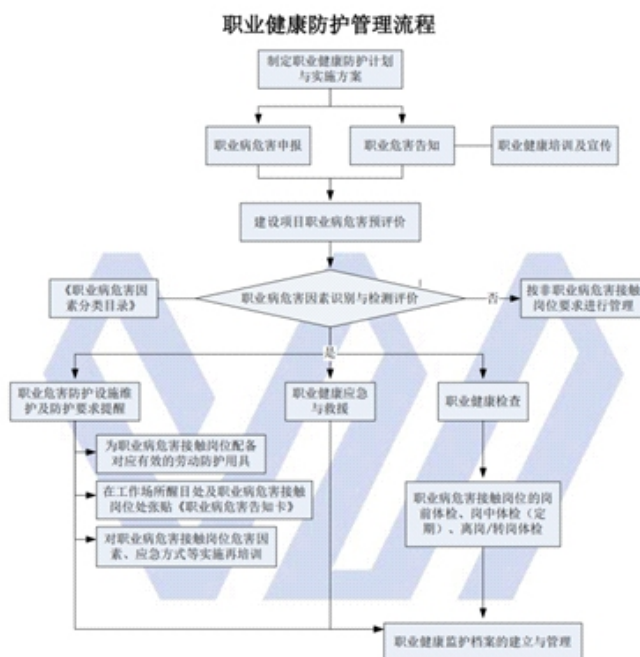 职业健康防护管理流程
制定职业健康防护计划
与实施方案
职业病危害申报
职业危害告知
职业健康培训及宣传
建设项目职业病危害预评价
《职业病危害因
素分类目录》
职业病危害因素识别与检测评价
否
按非职业病危害接触
岗位要求进行管理
是
职业危害防护设施维
护及防护要求提醒
职业健康应急
与救援
职业健康检查
为职业病危害接触岗位配备
对应有效的劳动防护用具
在工作场所醒目处及职业病危害接触
岗位处张贴《职业病危害告知卡》
对职业病危害接触岗位危害因
素、应急方式等实施再培训
职业病危害接触岗位的岗
前体检、岗中体检（定
期）、离岗/转岗体检
职业健康监护档案的建立与管理